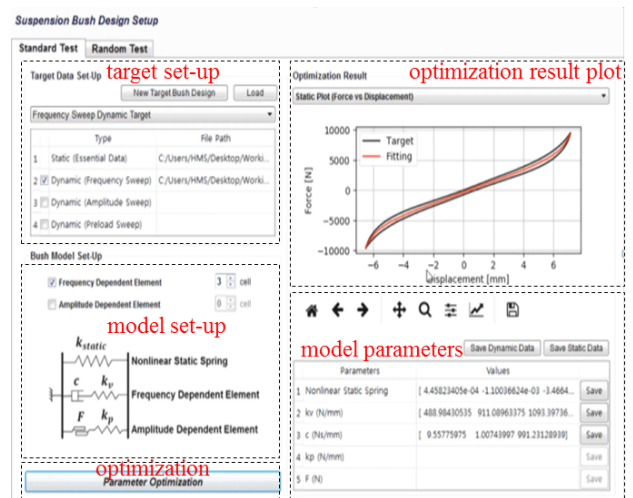 Suspension Bush Design Setup
Standard Test Random Test
Target Data Set-Up target set-up
New Target Bush Design Load
Frequency Sweep Dynamic Target
Type File Path
1 Static (Essential Data) C:/Users/HMS/Desktop/Worki...
2 Dynamic (Frequency Sweep) C:/Users/HMS/Desktop/Worki...
3 Dynamic (Amplitude Sweep)
4 Dynamic (Preload Sweep)
Bush Model Set-Up
Frequency Dependent Element 3 cell
Amplitude Dependent Element 0 cell
model set-up
k_static
Nonlinear Static Spring
c k_v
Frequency Dependent Element
F k_p
Amplitude Dependent Element
optimization
Parameter Optimization
Optimization Result optimization result plot
Static Plot (Force vs Displacement)
Force [N]
10000
5000
0
−5000
−10000
Target
Fitting
−6 −4 −2 0 2 4 6
Displacement [mm]
model parameters Save Dynamic Data Save Static Data
Parameters Values
1 Nonlinear Static Spring [ 4.45823405e-04 -1.10036624e-03 -3.4664... Save
2 kv (N/mm) [ 488.98430535 911.08963375 1093.39736... Save
3 c (Ns/mm) [ 9.55775975 1.00743997 991.23128939] Save
4 kp (N/mm) Save
5 F (N) Save